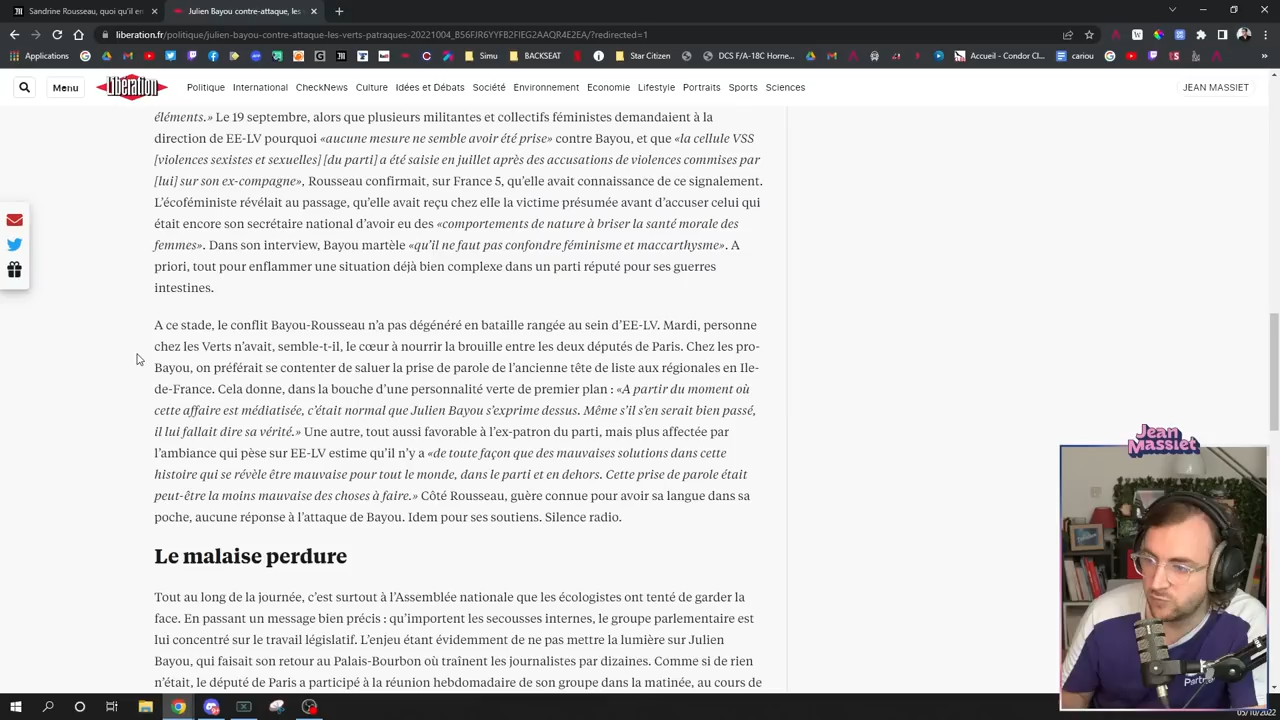 Sandrine Rousseau, quoi qu'il en
Julien Bayou contre-attaque, les
liberation.fr/politique/julien-bayou-contre-attaque-les-verts-patraques-20221004_B56FJR6YYFB2FIEG2AAQR4E2EA/?redirected=1
Applications
Star Citizen
BACKSEAT
DCS F/A-18C Horne...
Accueil - Condor Cl...
cariou
SMu
Menu
Libération
Politique
International
CheckNews
Culture
Idées et Débats
Société
Environnement
Economie
Lifestyle
Portraits
Sports
Sciences
JEAN MASSIET
éléments.» Le 19 septembre, alors que plusieurs militantes et collectifs féministes demandaient à la
direction de EE-LV pourquoi «aucune mesure ne semble avoir été prise» contre Bayou, et que «la cellule VSS
[violences sexistes et sexuelles] [du parti] a été saisie en juillet après des accusations de violences commises par
[lui] sur son ex-compagne», Rousseau confirmait, sur France 5, qu'elle avait connaissance de ce signalement.
L'écoféministe révélait au passage, qu'elle avait reçu chez elle la victime présumée avant d'accuser celui qui
était encore son secrétaire national d'avoir eu des «comportements de nature à briser la santé morale des
femmes». Dans son interview, Bayou martèle «qu'il ne faut pas confondre féminisme et maccarthysme». A
priori, tout pour enflammer une situation déjà bien complexe dans un parti réputé pour ses guerres
intestines.
A ce stade, le conflit Bayou-Rousseau n'a pas dégénéré en bataille rangée au sein d'EE-LV. Mardi, personne
chez les Verts n'avait, semble-t-il, le cœur à nourrir la brouille entre les deux députés de Paris. Chez les pro-
Bayou, on préférait se contenter de saluer la prise de parole de l'ancienne tête de liste aux régionales en Ile-
de-France. Cela donne, dans la bouche d'une personnalité verte de premier plan : «A partir du moment où
cette affaire est médiatisée, c'était normal que Julien Bayou s'exprime dessus. Même s'il s'en serait bien passé,
il lui fallait dire sa vérité.» Une autre, tout aussi favorable à l'ex-patron du parti, mais plus affectée par
l'ambiance qui pèse sur EE-LV estime qu'il n'y a «de toute façon que des mauvaises solutions dans cette
histoire qui se révèle être mauvaise pour tout le monde, dans le parti et en dehors. Cette prise de parole était
peut-être la moins mauvaise des choses à faire.» Côté Rousseau, guère connue pour avoir sa langue dans sa
poche, aucune réponse à l'attaque de Bayou. Idem pour ses soutiens. Silence radio.
Le malaise perdure
Tout au long de la journée, c'est surtout à l'Assemblée nationale que les écologistes ont tenté de garder la
face. En passant un message bien précis : qu'importent les secousses internes, le groupe parlementaire est
lui concentré sur le travail législatif. L'enjeu étant évidemment de ne pas mettre la lumière sur Julien
Bayou, qui faisait son retour au Palais-Bourbon où traînent les journalistes par dizaines. Comme si de rien
n'était, le député de Paris a participé à la réunion hebdomadaire de son groupe dans la matinée, au cours de
Jean
Massiet
05/10/2022